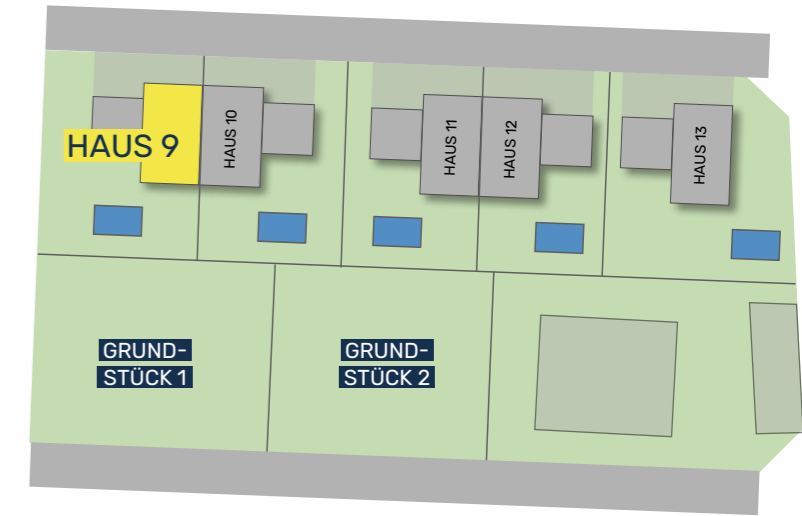 HAUS 9
HAUS 10
HAUS 11
HAUS 12
HAUS 13
GRUND-
STÜCK 1
GRUND-
STÜCK 2